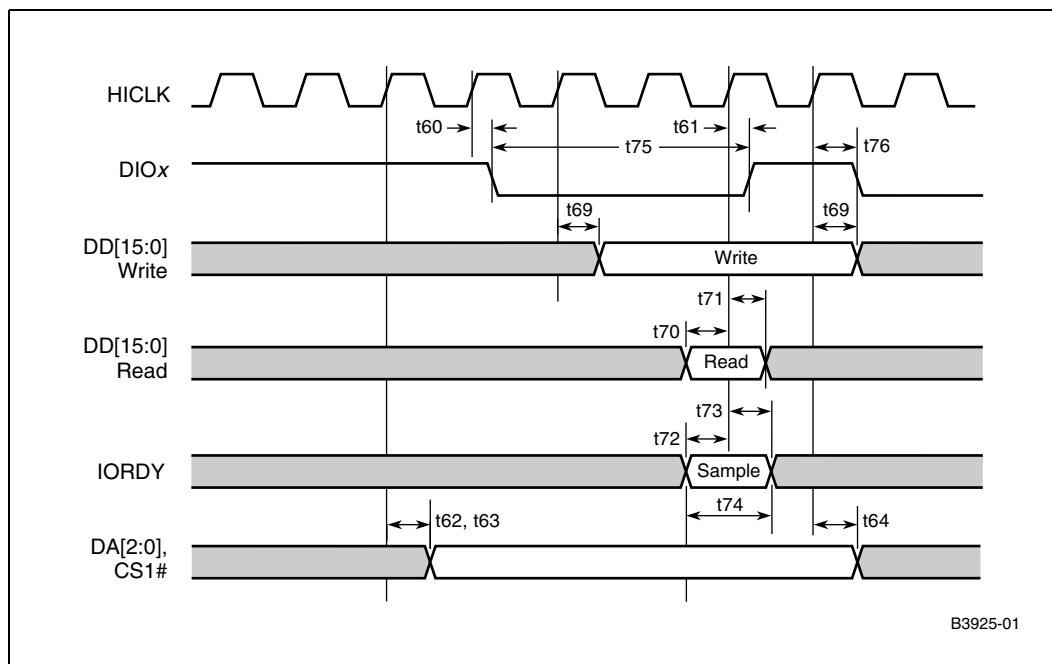 HICLK
t60
t61
DIOx
t75
t76
t69
t69
DD[15:0]
Write
Write
t71
t70
DD[15:0]
Read
Read
t73
t72
IORDY
Sample
t74
t62, t63
t64
DA[2:0],
CS1#
B3925-01